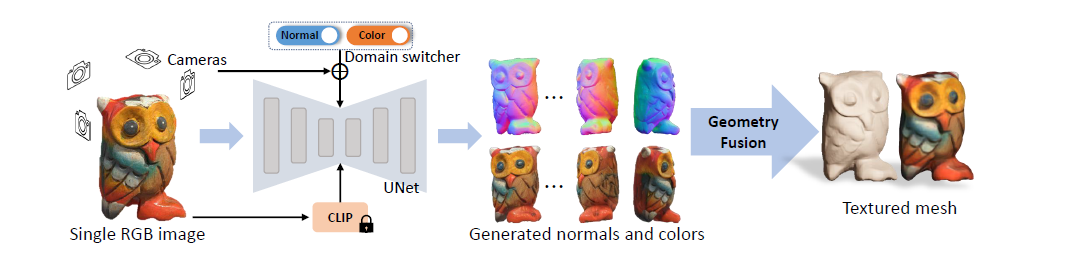 Normal
Color
Domain switcher
Cameras
Single RGB image
UNet
CLIP
...
...
Generated normals and colors
Geometry
Fusion
Textured mesh